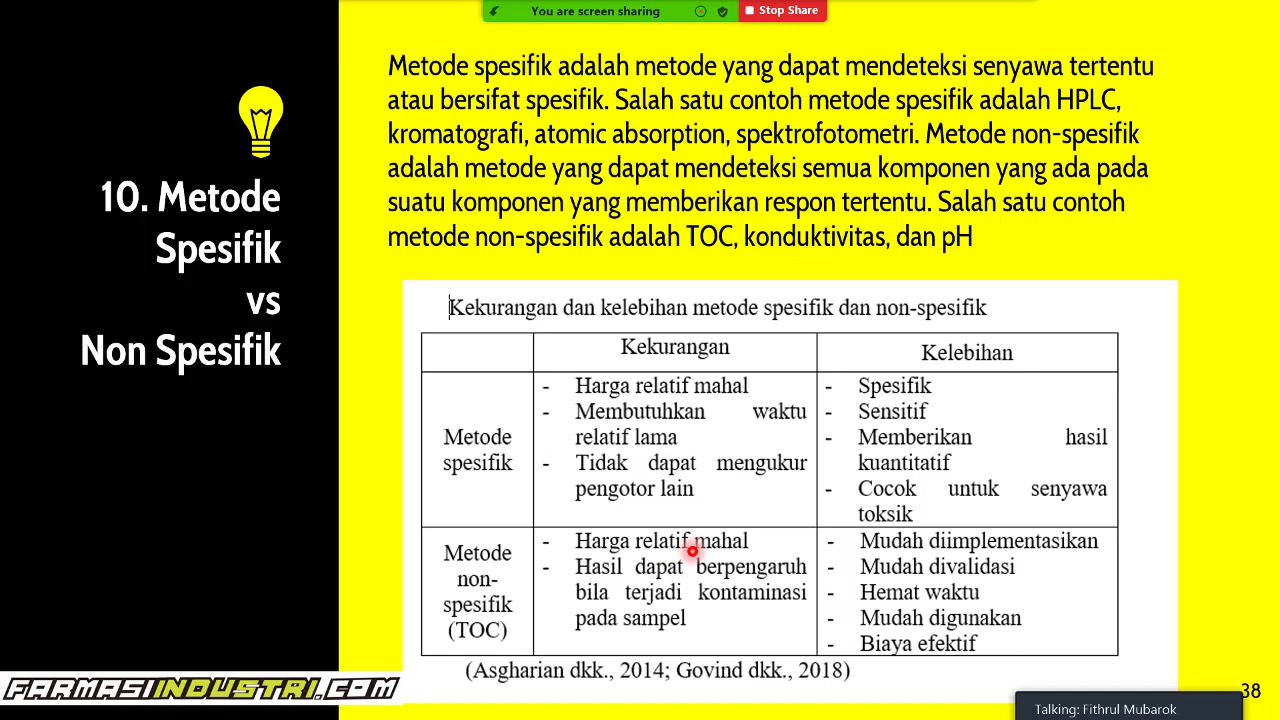 You are screen sharing
Stop Share
10. Metode
Spesifik
vs
Non Spesifik
Metode spesifik adalah metode yang dapat mendeteksi senyawa tertentu
atau bersifat spesifik. Salah satu contoh metode spesifik adalah HPLC,
kromatografi, atomic absorption, spektrofotometri. Metode non-spesifik
adalah metode yang dapat mendeteksi semua komponen yang ada pada
suatu komponen yang memberikan respon tertentu. Salah satu contoh
metode non-spesifik adalah TOC, konduktivitas, dan pH
Kekurangan dan kelebihan metode spesifik dan non-spesifik
Kekurangan
Kelebihan
Metode
spesifik
- Harga relatif mahal
- Membutuhkan waktu
relatif lama
- Tidak dapat mengukur
pengotor lain
- Spesifik
- Sensitif
- Memberikan hasil
kuantitatif
- Cocok untuk senyawa
toksik
Metode
non-
spesifik
(TOC)
- Harga relatif mahal
- Hasil dapat berpengaruh
bila terjadi kontaminasi
pada sampel
- Mudah diimplementasikan
- Mudah divalidasi
- Hemat waktu
- Mudah digunakan
- Biaya efektif
(Asgharian dkk., 2014; Govind dkk., 2018)
FARMASIINDUSTRI.COM
38
Talking: Fithrul Mubarok